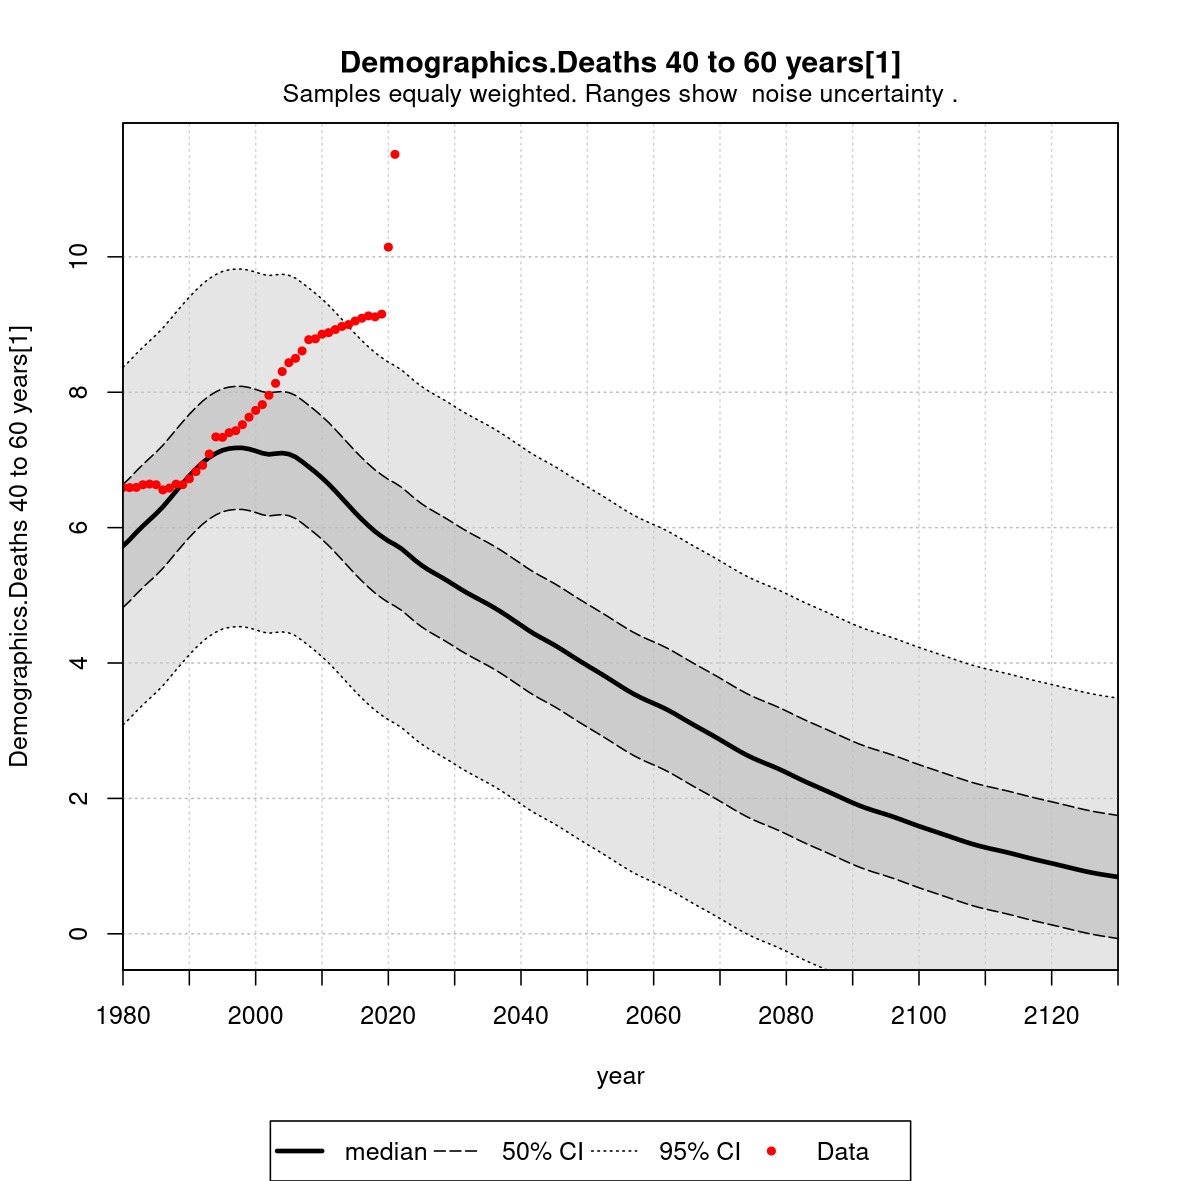 Demographics.Deaths 40 to 60 years[1]
Samples equaly weighted. Ranges show  noise uncertainty .
Demographics.Deaths 40 to 60 years[1]
10
8
6
4
2
0
1980 2000 2020 2040 2060 2080 2100 2120
year
median 50% CI 95% CI Data